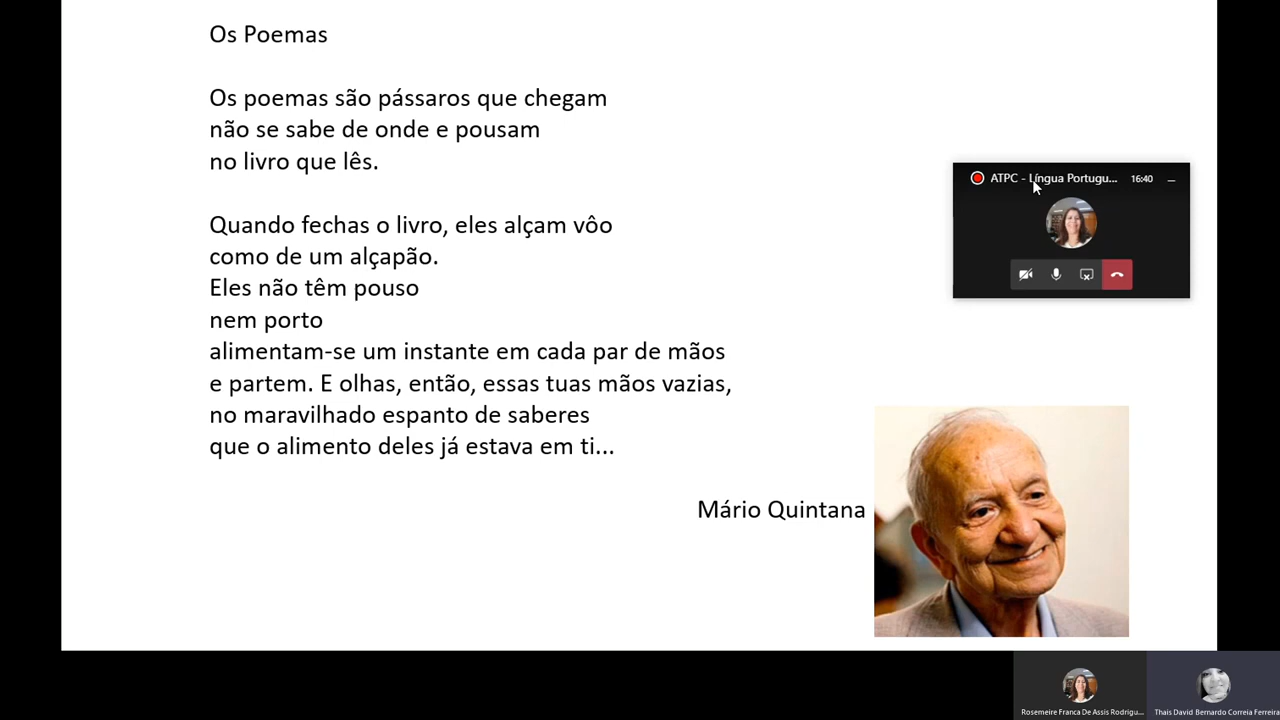 Os Poemas
Os poemas são pássaros que chegam
não se sabe de onde e pousam
no livro que lês.
Quando fechas o livro, eles alçam vôo
como de um alçapão.
Eles não têm pouso
nem porto
alimentam-se um instante em cada par de mãos
e partem. E olhas, então, essas tuas mãos vazias,
no maravilhado espanto de saberes
que o alimento deles já estava em ti...
Mário Quintana
ATPC - Língua Portugu... 16:40
Rosemeire Franca De Assis Rodrigu...
Thais David Bernardo Correia Ferreira